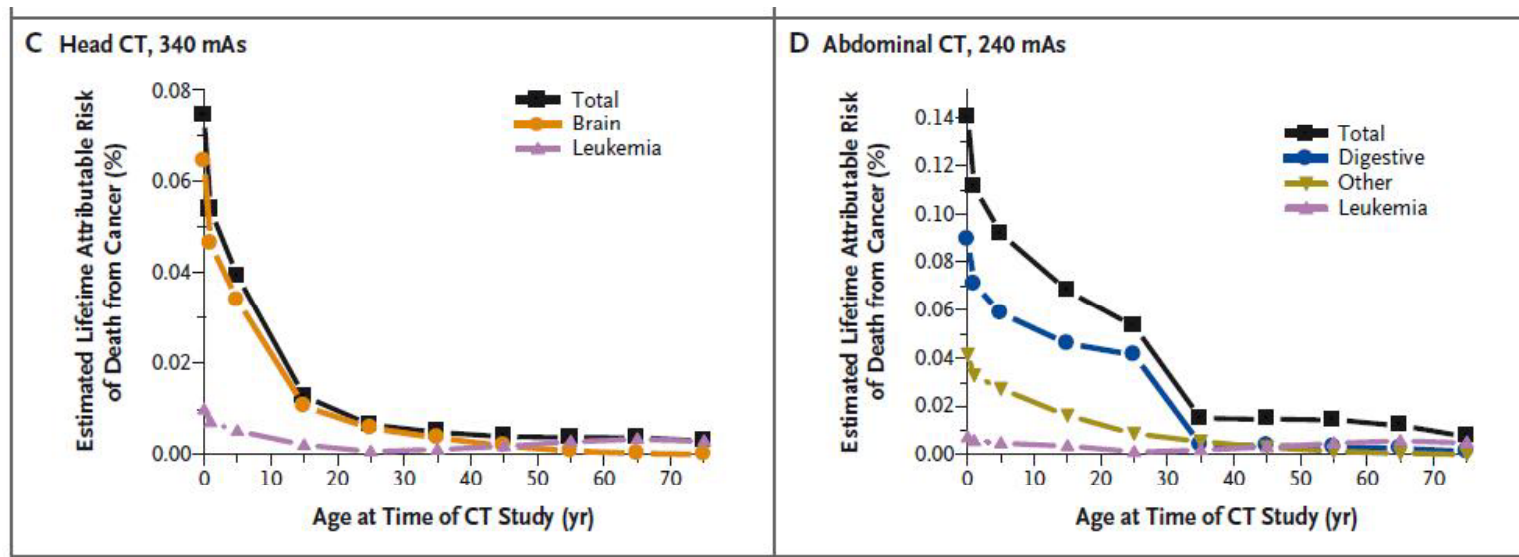 C Head CT, 340 mAs
Estimated Lifetime Attributable Risk
of Death from Cancer (%)
0.08
0.06
0.04
0.02
0.00
Total
Brain
Leukemia
0 10 20 30 40 50 60 70
Age at Time of CT Study (yr)
D Abdominal CT, 240 mAs
Estimated Lifetime Attributable Risk
of Death from Cancer (%)
0.14
0.12
0.10
0.08
0.06
0.04
0.02
0.00
Total
Digestive
Other
Leukemia
0 10 20 30 40 50 60 70
Age at Time of CT Study (yr)